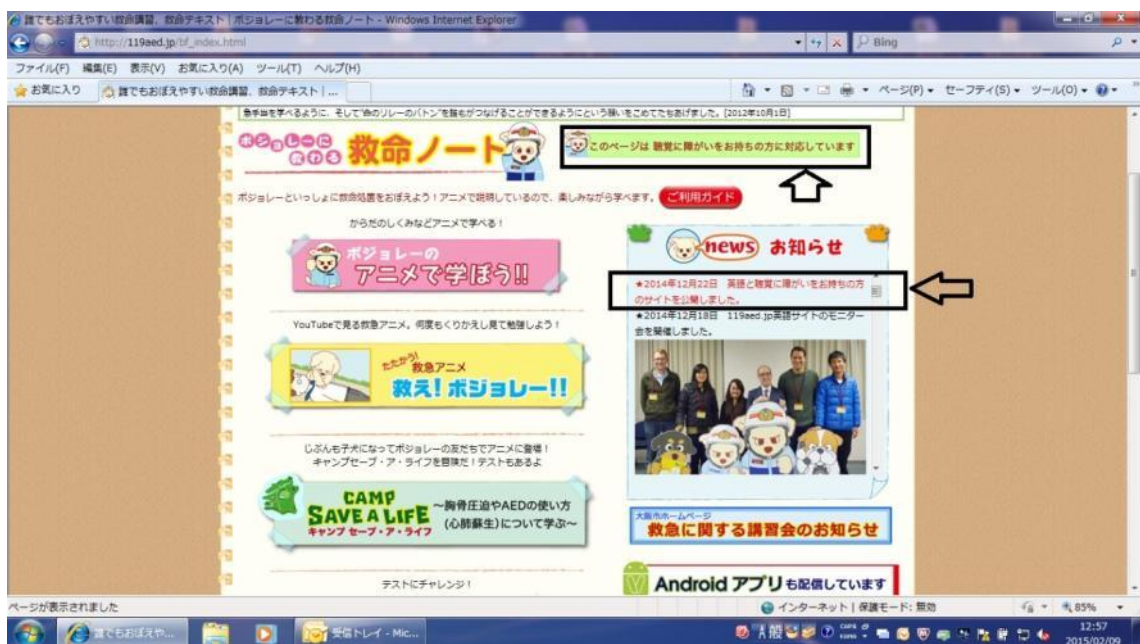 誰でもおぼえやすい救命講習、救命テキスト｜ボジョレーに教わる救命ノート - Windows Internet Explorer
http://119aed.jp/bf_index.html
Bing
ファイル(F) 編集(E) 表示(V) お気に入り(A) ツール(T) ヘルプ(H)
お気に入り 誰でもおぼえやすい救命講習、救命テキスト｜...
ページ(P) セーフティ(S) ツール(O)
急手当を学べるように、そして"命のリレーのバトン"を誰もがつなげることができるようにという願いをこめてたちあげました。[2012年10月1日]
ボジョレーに教わる 救命ノート
このページは 聴覚に障がいをお持ちの方に対応しています
ボジョレーといっしょに救命処置をおぼえよう！アニメで説明しているので、楽しみながら学べます。 ご利用ガイド
からだのしくみなどアニメで学べる！
ボジョレーの
アニメで学ぼう!!
YouTubeで見る救急アニメ。何度もくりかえし見て勉強しよう！
たたかう!
救急アニメ
救え！ボジョレー!!
じぶんも子犬になってボジョレーの友だちでアニメに登場！
キャンプセーブ・ア・ライフを冒険だ！テストもあるよ
CAMP
SAVE A LIFE
キャンプ セーブ・ア・ライフ
～胸骨圧迫やAEDの使い方
(心肺蘇生)について学ぶ～
テストにチャレンジ！
news お知らせ
★2014年12月22日 英語と聴覚に障がいをお持ちの方
のサイトを公開しました。
★2014年12月18日 119aed.jp英語サイトのモニター
会を開催しました。
大阪市ホームページ
救急に関する講習会のお知らせ
Android アプリも配信しています
ページが表示されました
インターネット | 保護モード: 無効
85%
誰でもおぼえや...
受信トレイ - Mic...
A 般
12:57
2015/02/09